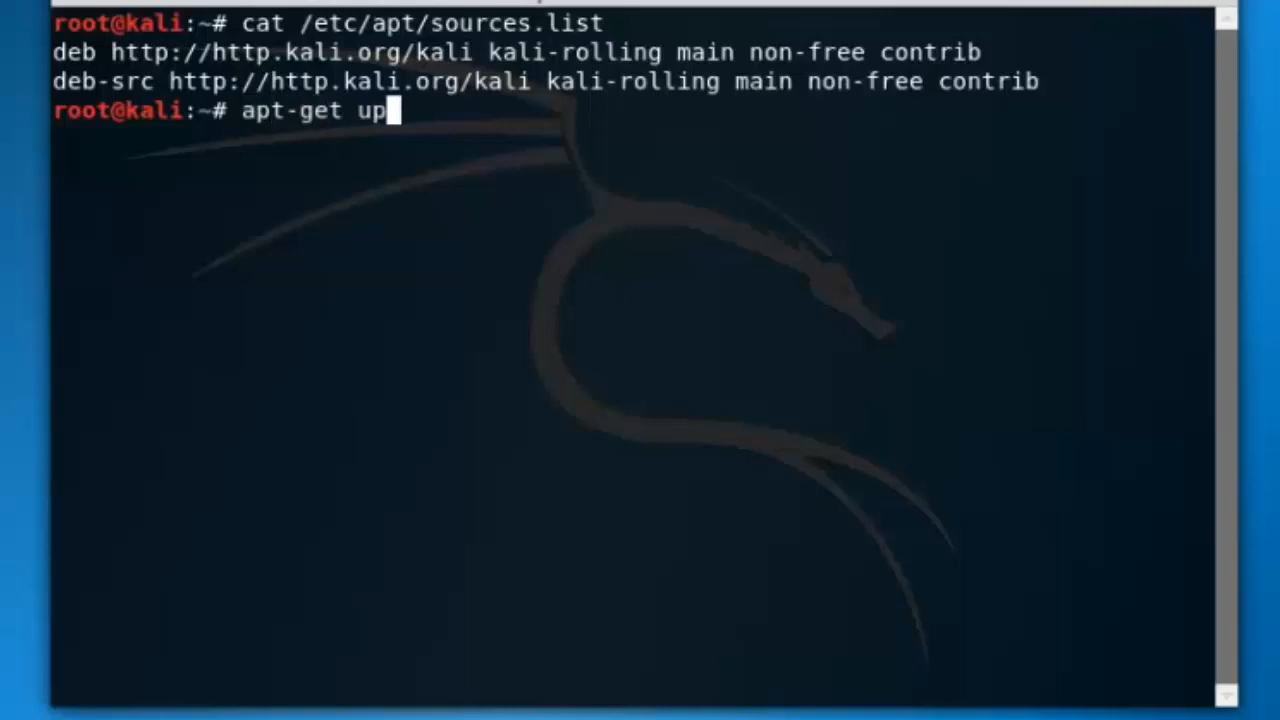 root@kali:~# cat /etc/apt/sources.list
deb http://http.kali.org/kali kali-rolling main non-free contrib
deb-src http://http.kali.org/kali kali-rolling main non-free contrib
root@kali:~# apt-get up